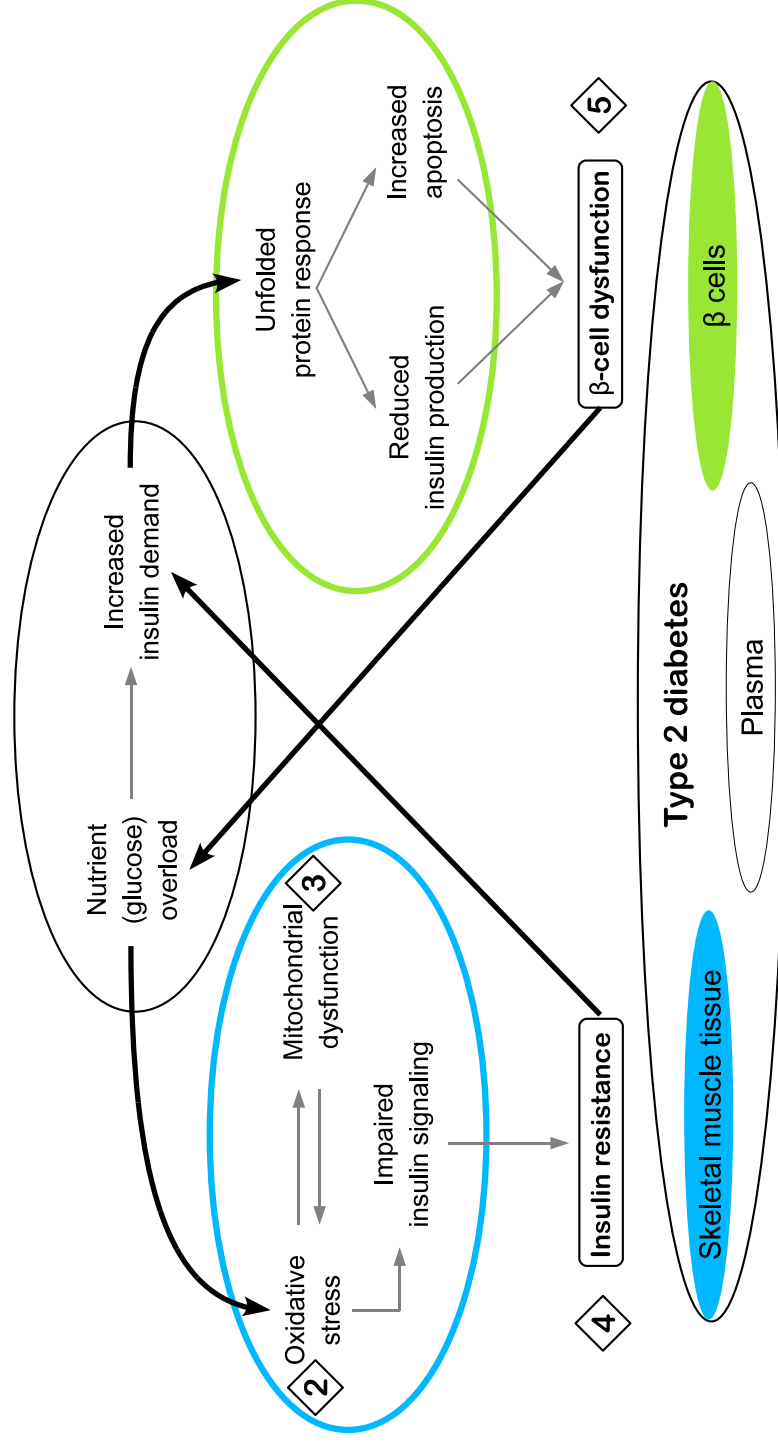 Nutrient
(glucose)
overload
Increased
insulin demand
2
Oxidative
stress
Mitochondrial
dysfunction
3
Impaired
insulin signaling
Unfolded
protein response
Reduced
insulin production
Increased
apoptosis
4
Insulin resistance
β-cell dysfunction
5
Type 2 diabetes
Skeletal muscle tissue
Plasma
β cells